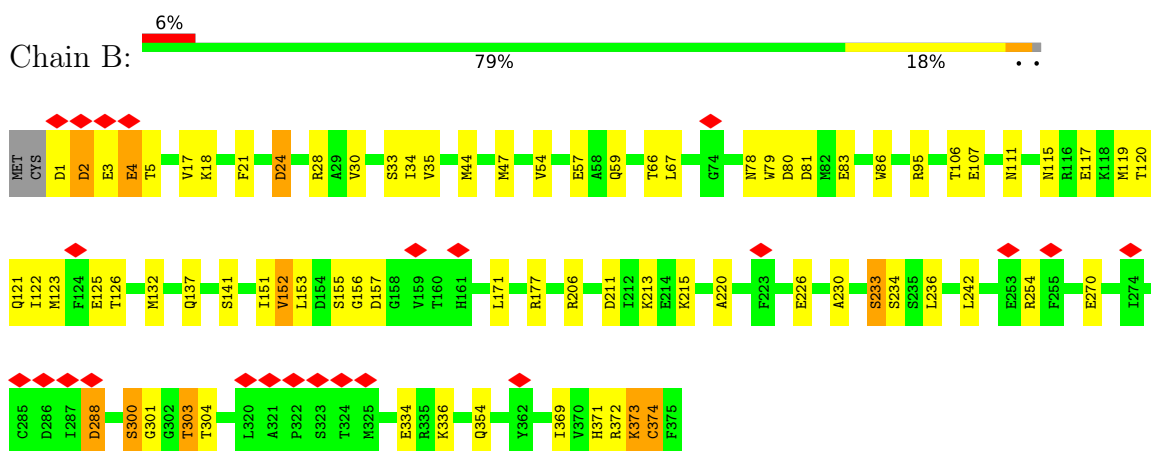 6%
Chain B:
79% 18% • •
MET CYS D1 D2 E3 E4 T5 V17 K18 F21 D24 R28 A29 V30 S33 I34 V35 M44 M47 V54 E57 A58 Q59 T66 L67 G74 N78 W79 D80 D81 M82 E83 W86 R95 T106 E107 N111 N115 R116 E117 K118 M119 T120
Q121 I122 M123 F124 E125 T126 M132 Q137 S141 I151 V152 L153 D154 S155 G156 D157 G158 V159 T160 H161 L171 R177 R206 D211 I212 K213 E214 K215 A220 F223 E226 A230 S233 S234 S235 L236 L242 E253 R254 F255 E270 I274
C285 D286 I287 D288 S300 G301 G302 T303 T304 L320 A321 P322 S323 T324 M325 E334 R335 K336 Q354 Y362 I369 V370 H371 R372 K373 C374 F375